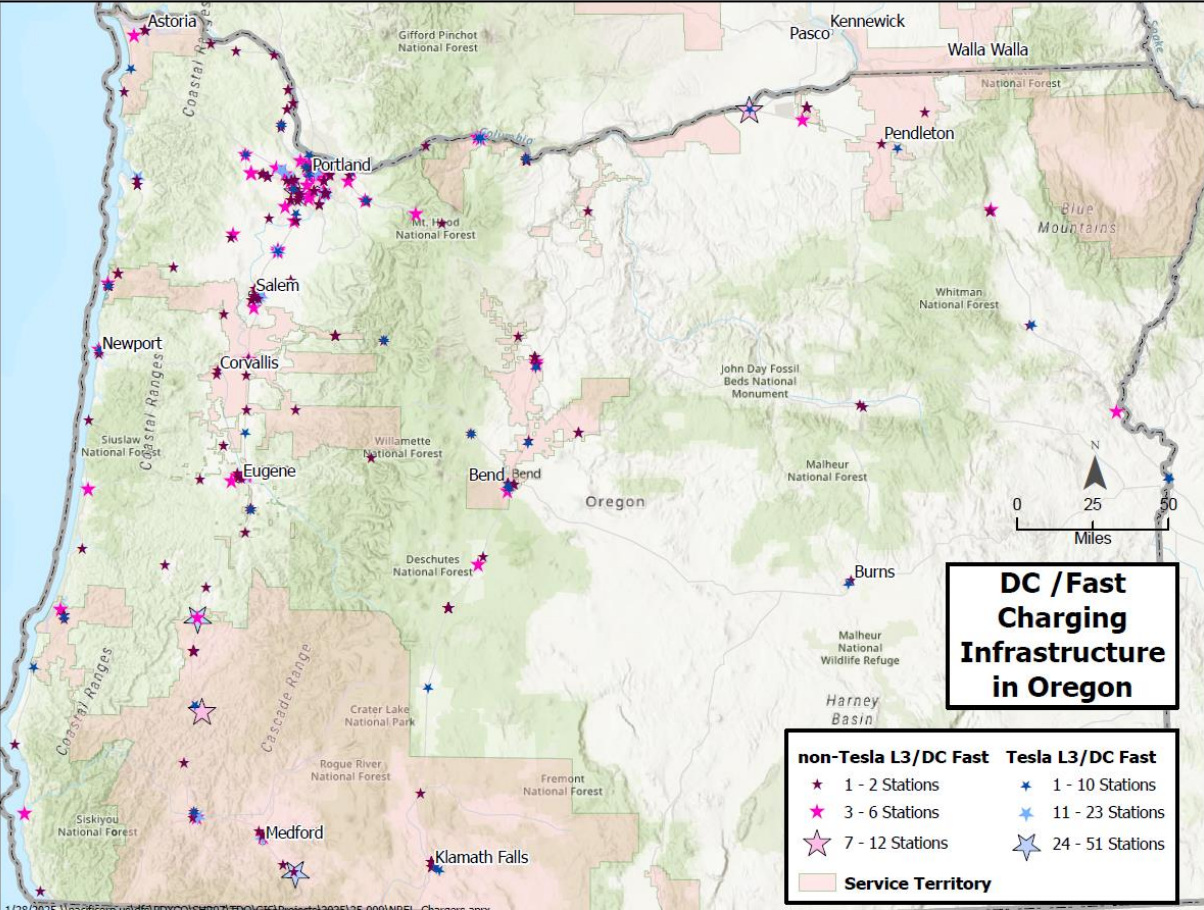 Astoria
Coastal Ranges
Gifford Pinchot
National Forest
Kennewick
Pasco
Walla Walla
Snake
National Forest
Columbia
Pendleton
Portland
Mt. Hood
National Forest
Blue
Mountains
Salem
Whitman
National Forest
Newport
Corvallis
Coastal Ranges
John Day Fossil
Beds National
Monument
Siuslaw
National Forest
Willamette
National Forest
Eugene
Bend
Bend
Oregon
Malheur
National Forest
N
0 25 50
Miles
Deschutes
National Forest
Burns
DC /Fast
Charging
Infrastructure
in Oregon
Malheur
National
Wildlife Refuge
Harney
Basin
Coastal Ranges
Cascade Range
Crater Lake
National Park
Rogue River
National Forest
Fremont
National Forest
Siskiyou
National Forest
Medford
Klamath Falls
non-Tesla L3/DC Fast Tesla L3/DC Fast
1 - 2 Stations 1 - 10 Stations
3 - 6 Stations 11 - 23 Stations
7 - 12 Stations 24 - 51 Stations
Service Territory